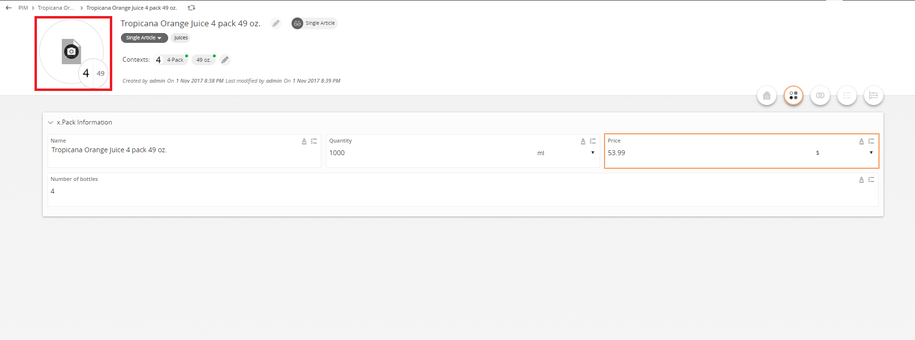 PIM > Tropicana Or... > Tropicana Orange Juice 4 pack 49 oz.
Tropicana Orange Juice 4 pack 49 oz. Single Article
Single Article Juices
Contexts: 4 4-Pack 49 oz.
4 49
Created by admin On 1 Nov 2017 8:38 PM Last modified by admin On 1 Nov 2017 8:39 PM
x.Pack Information
Name
Tropicana Orange Juice 4 pack 49 oz.
Quantity
1000 ml
Price
53.99 $
Number of bottles
4